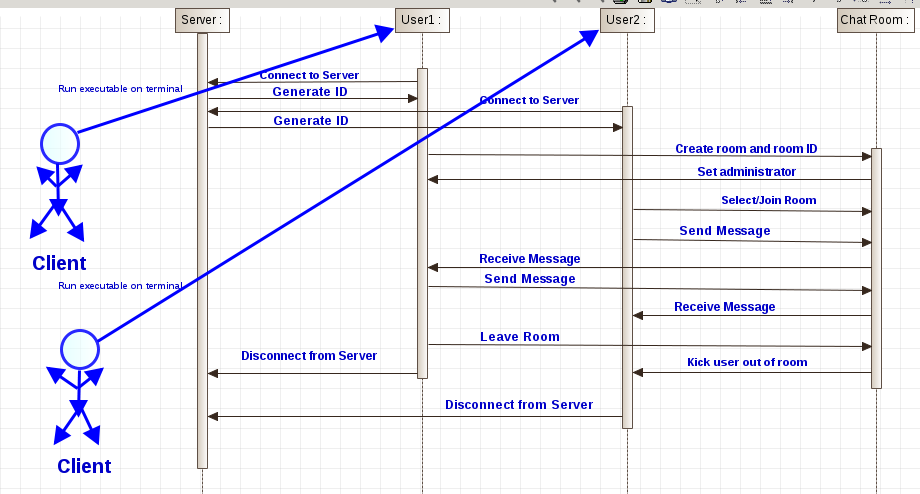 Server :
User1 :
User2 :
Chat Room :
Connect to Server
Run executable on terminal
Generate ID
Connect to Server
Generate ID
Create room and room ID
Set administrator
Select/Join Room
Send Message
Client
Receive Message
Send Message
Run executable on terminal
Receive Message
Leave Room
Disconnect from Server
Kick user out of room
Disconnect from Server
Client